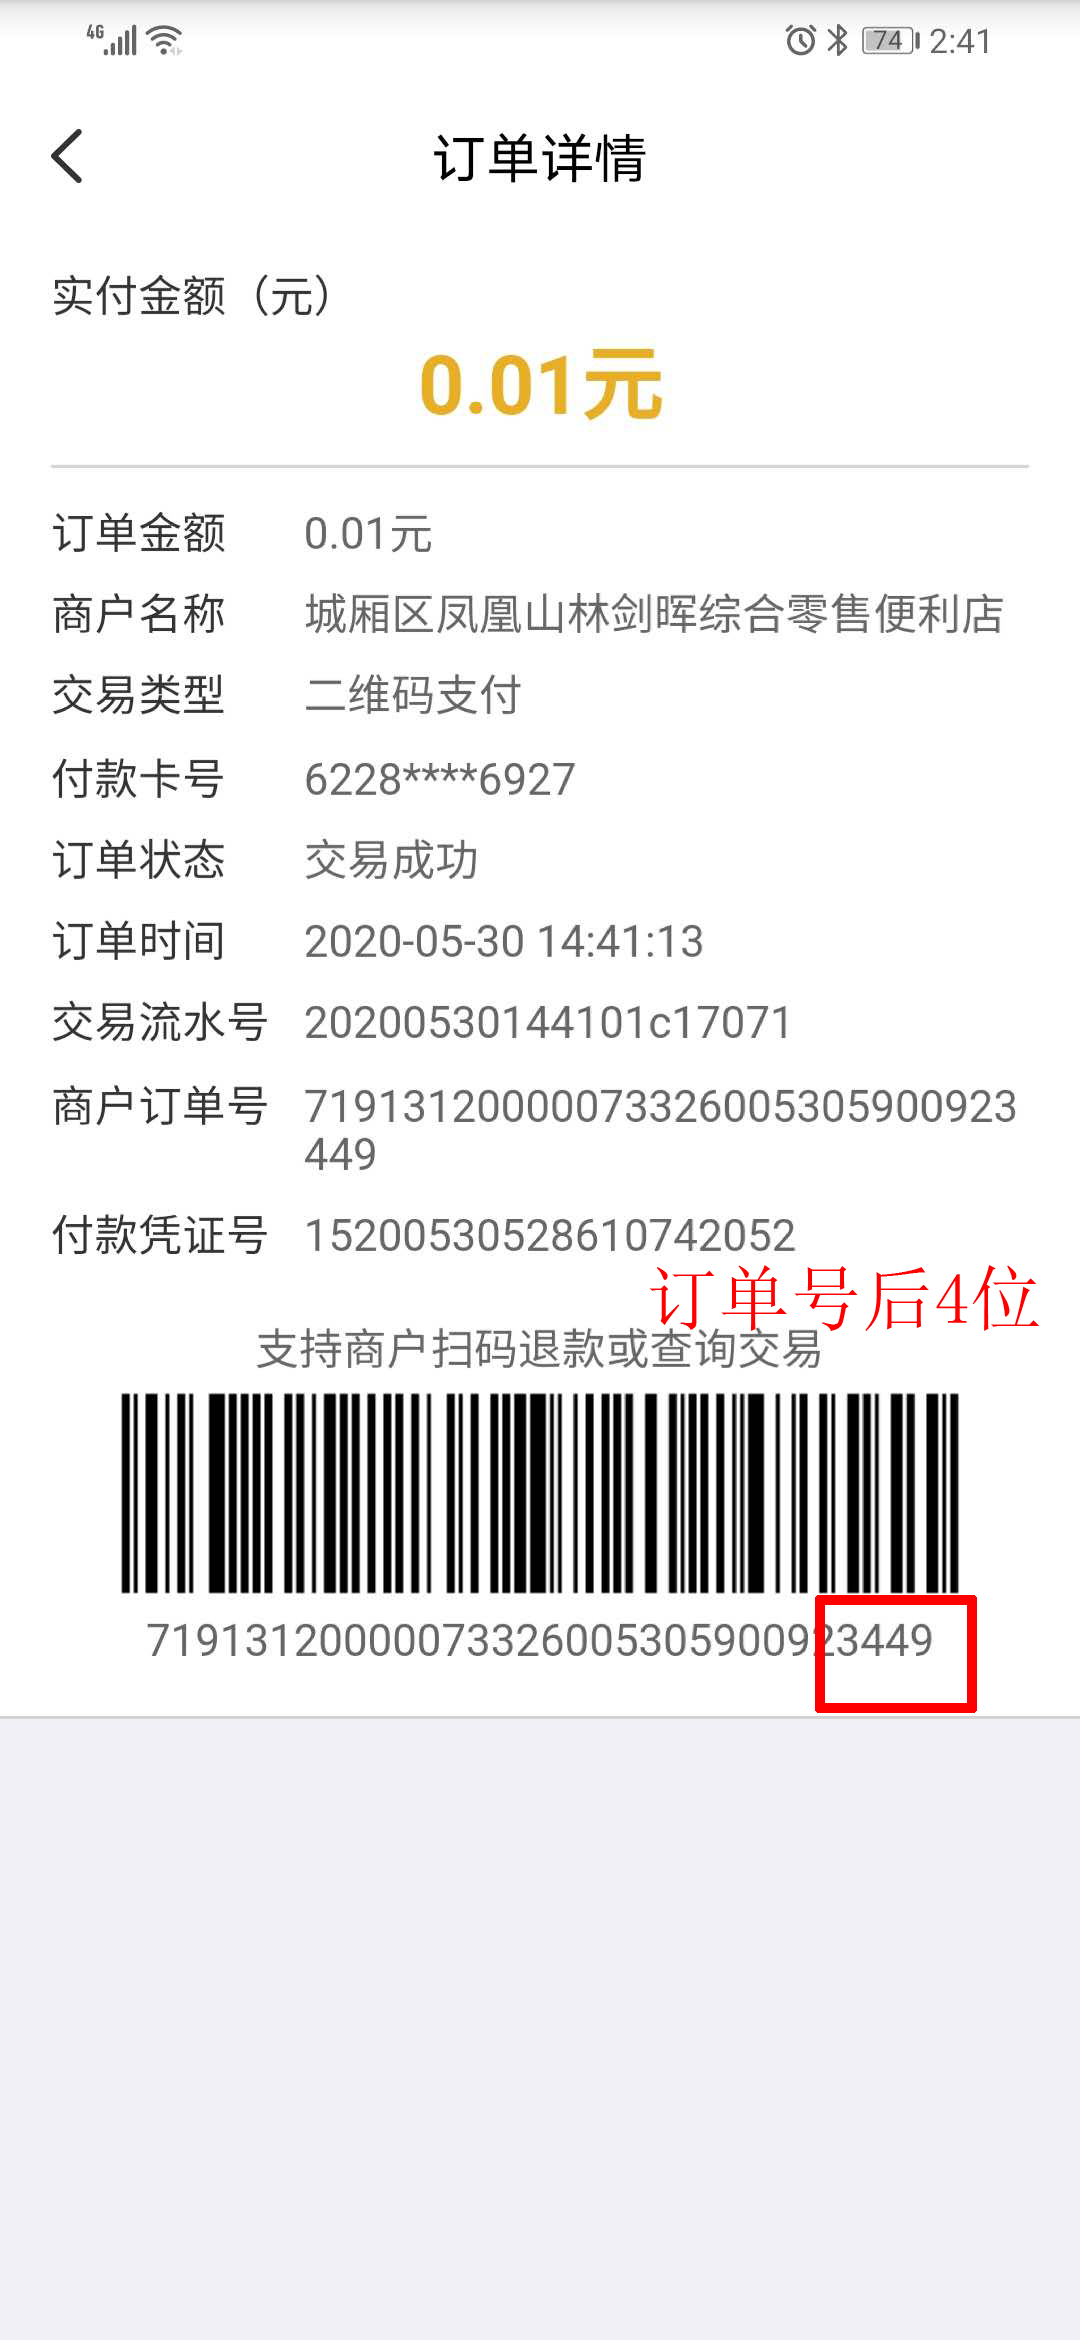 4G 74 2:41
订单详情
实付金额（元）
0.01元
订单金额 0.01元
商户名称 城厢区凤凰山林剑晖综合零售便利店
交易类型 二维码支付
付款卡号 6228****6927
订单状态 交易成功
订单时间 2020-05-30 14:41:13
交易流水号 20200530144101c17071
商户订单号 71913120000073326005305900923
449
付款凭证号 15200530528610742052
订单号后4位
支持商户扫码退款或查询交易
71913120000073326005305900923449